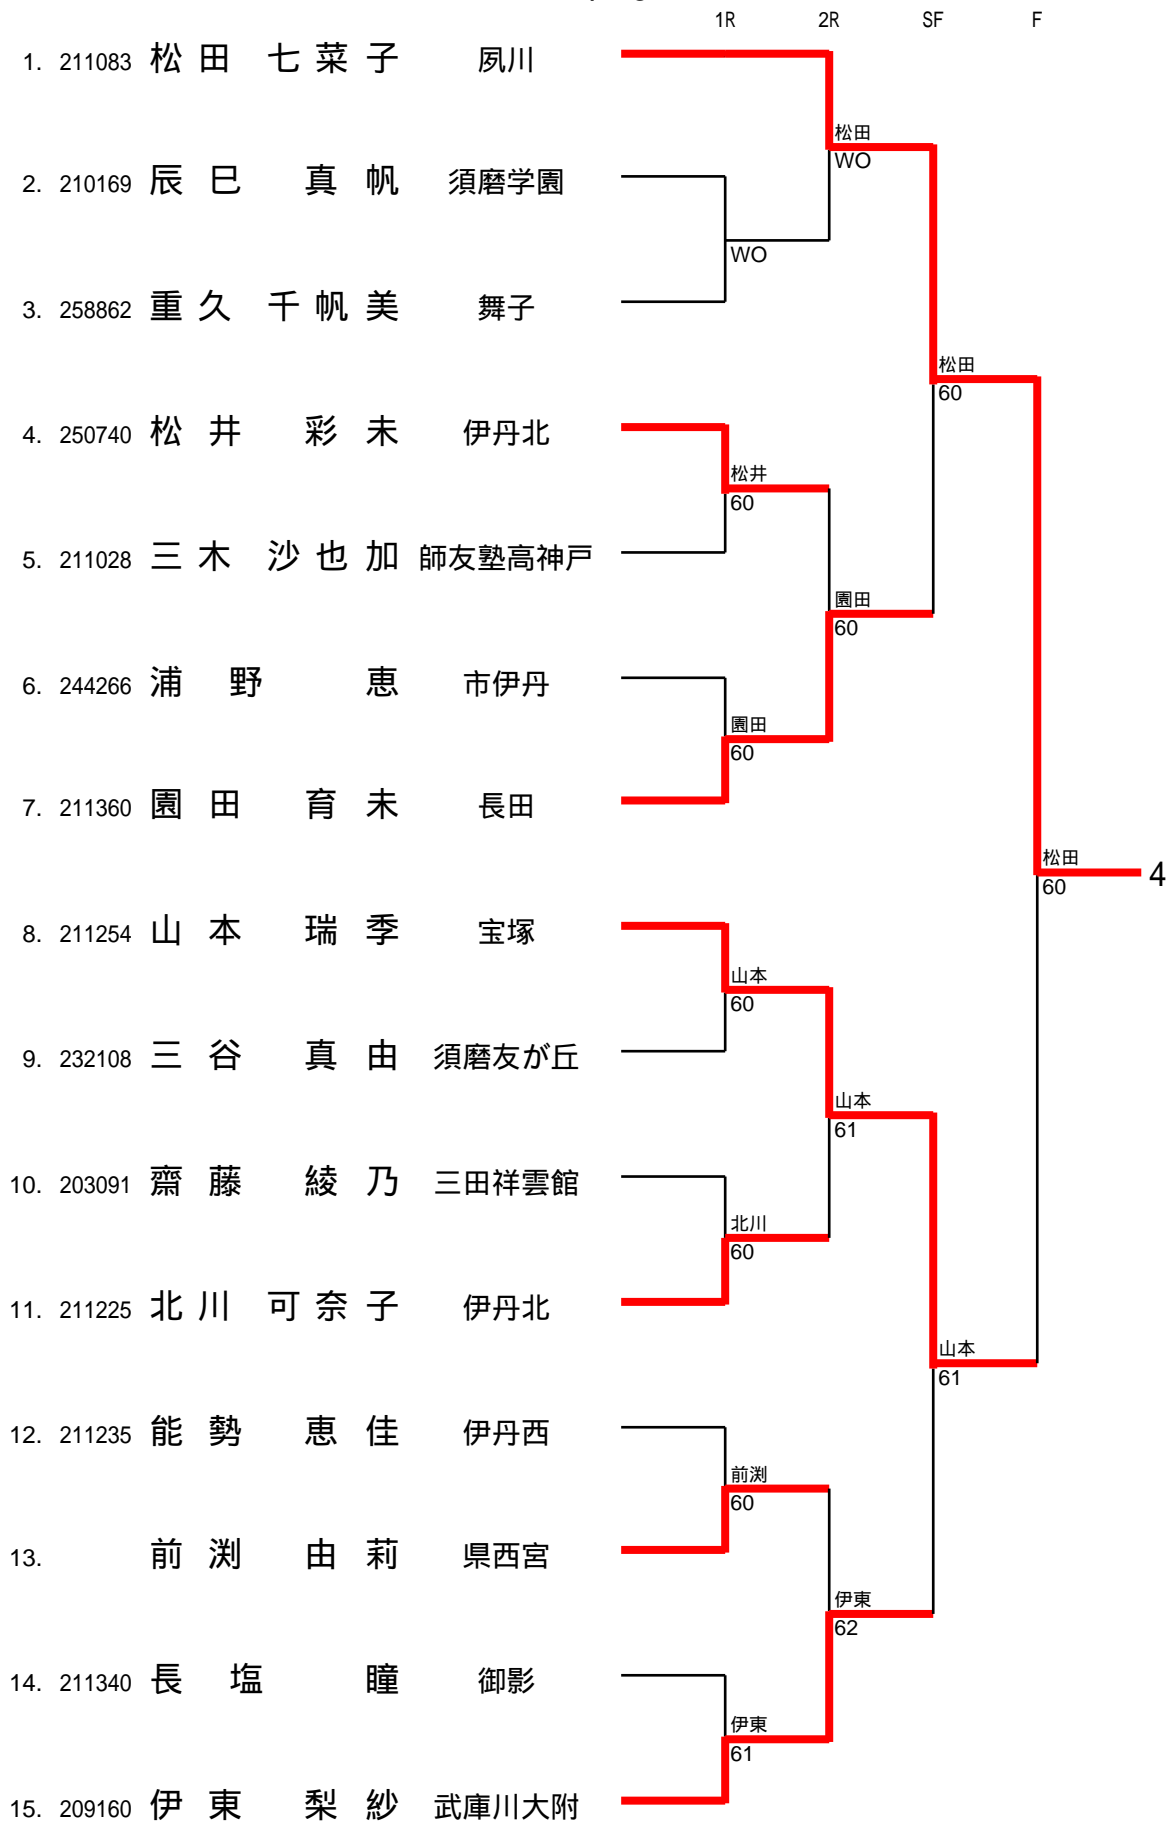 1R 2R SF F
1. 211083 松田 七菜子 夙川
松田
WO
2. 210169 辰巳 真帆 須磨学園
WO
3. 258862 重久 千帆美 舞子
松田
60
4. 250740 松井 彩未 伊丹北
松井
60
5. 211028 三木 沙也加 師友塾高神戸
園田
60
6. 244266 浦野 恵 市伊丹
園田
60
7. 211360 園田 育未 長田
松田
60
4
8. 211254 山本 瑞季 宝塚
山本
60
9. 232108 三谷 真由 須磨友が丘
山本
61
10. 203091 齋藤 綾乃 三田祥雲館
北川
60
11. 211225 北川 可奈子 伊丹北
山本
61
12. 211235 能勢 恵佳 伊丹西
前渕
60
13. 前渕 由莉 県西宮
伊東
62
14. 211340 長塩 瞳 御影
伊東
61
15. 209160 伊東 梨紗 武庫川大附